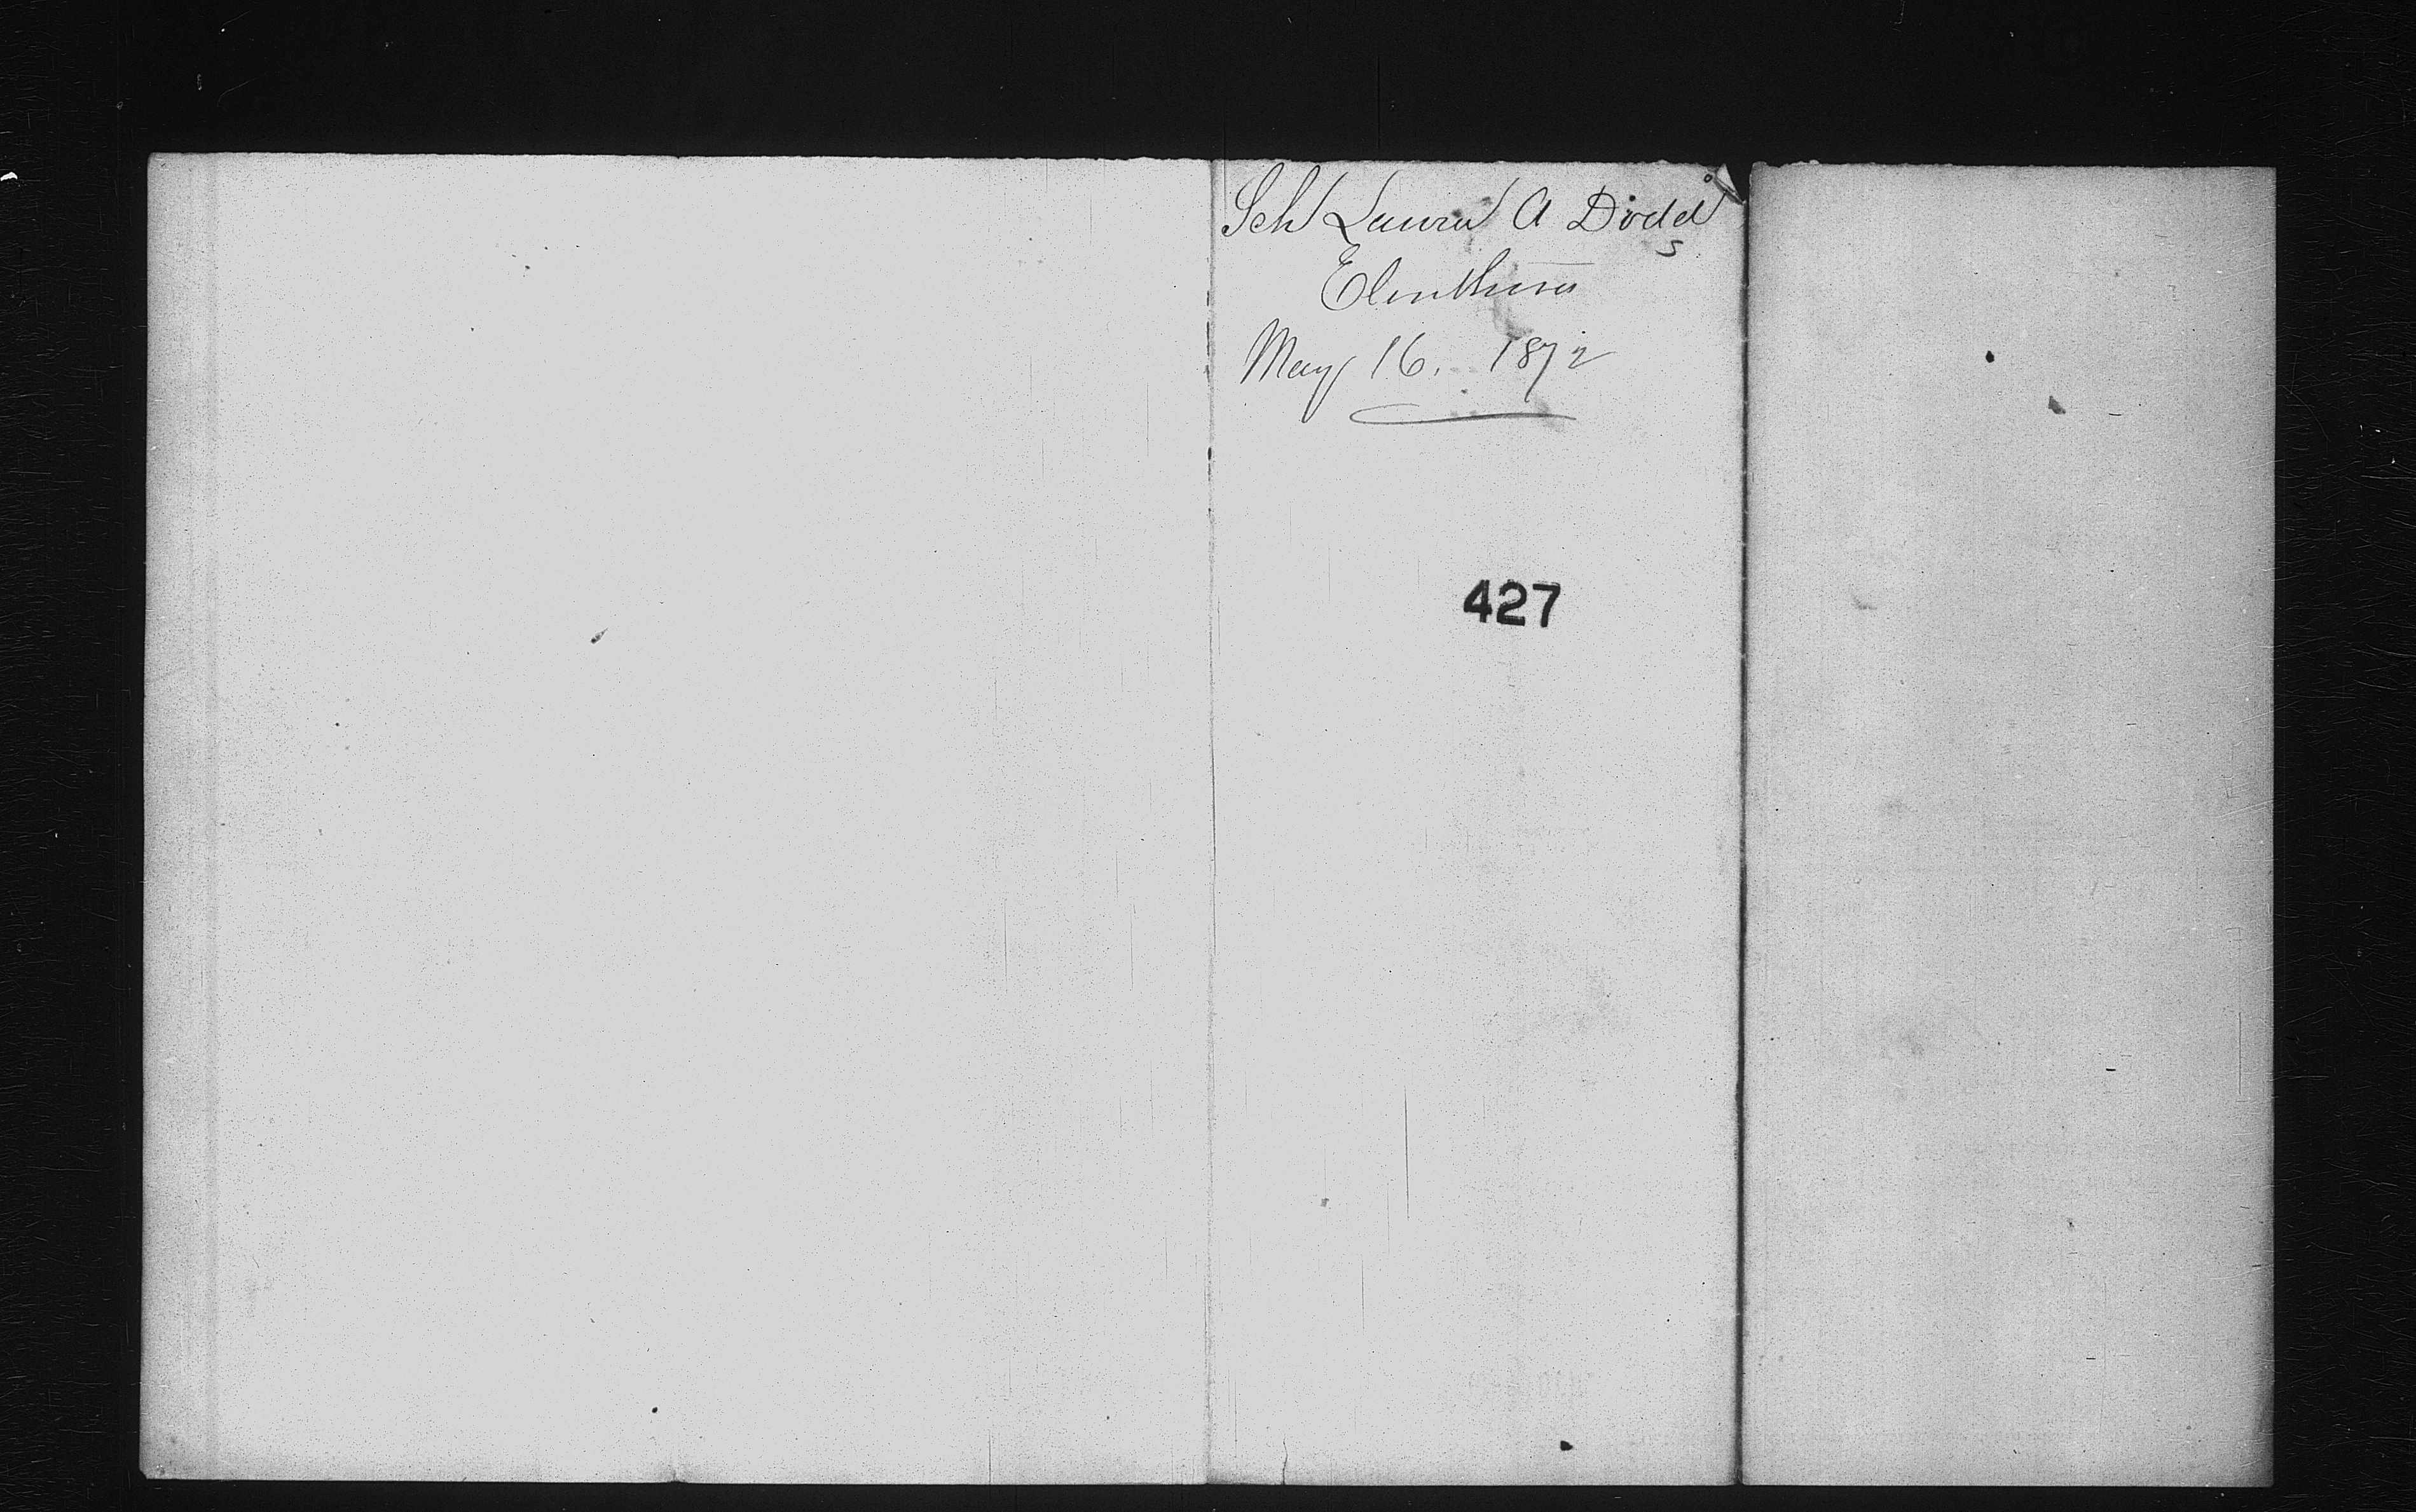 Sch Laura A Dodd
s
Eleuthera
May 16. 1872
427